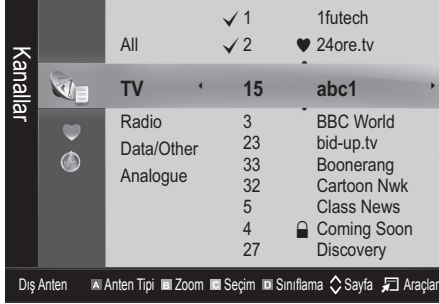 Kanallar
1 1futech
All 2 24ore.tv
TV 15 abc1
Radio 3 BBC World
Data/Other 23 bid-up.tv
Analogue 33 Boonerang
32 Cartoon Nwk
5 Class News
4 Coming Soon
27 Discovery
Dış Anten A Anten Tipi B Zoom C Seçim D Sınıflama Sayfa Araçlar